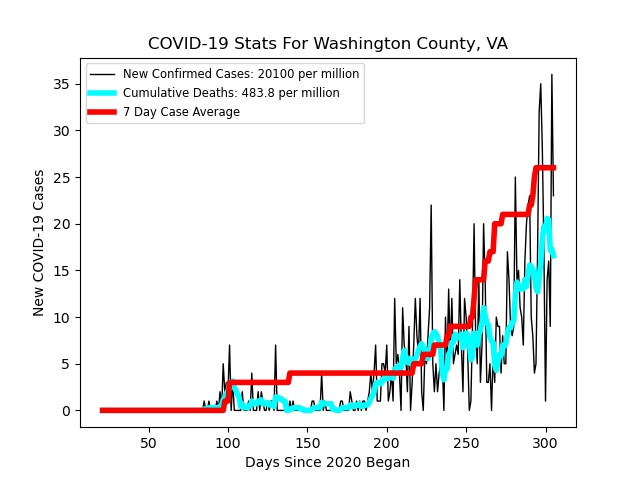 COVID-19 Stats For Washington County, VA
New Confirmed Cases: 20100 per million
Cumulative Deaths: 483.8 per million
7 Day Case Average
New COVID-19 Cases
35
30
25
20
15
10
5
0
50 100 150 200 250 300
Days Since 2020 Began